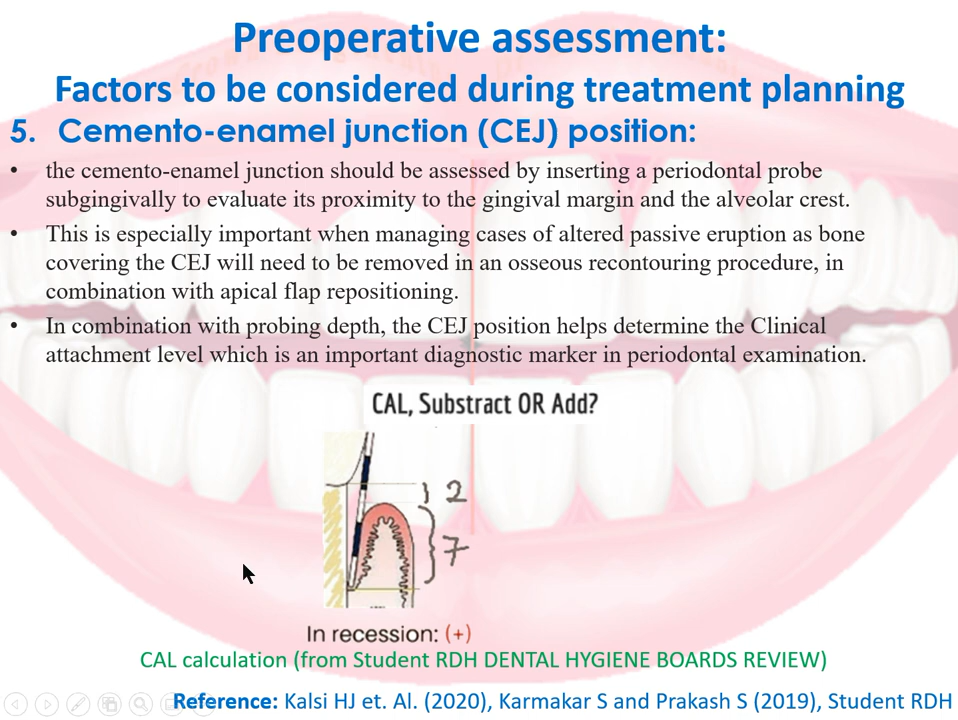 Preoperative assessment:
Factors to be considered during treatment planning
5. Cemento-enamel junction (CEJ) position:
• the cemento-enamel junction should be assessed by inserting a periodontal probe
subgingivally to evaluate its proximity to the gingival margin and the alveolar crest.
• This is especially important when managing cases of altered passive eruption as bone
covering the CEJ will need to be removed in an osseous recontouring procedure, in
combination with apical flap repositioning.
• In combination with probing depth, the CEJ position helps determine the Clinical
attachment level which is an important diagnostic marker in periodontal examination.
CAL, Substract OR Add?
2
7
In recession: (+)
CAL calculation (from Student RDH DENTAL HYGIENE BOARDS REVIEW)
Reference: Kalsi HJ et. Al. (2020), Karmakar S and Prakash S (2019), Student RDH